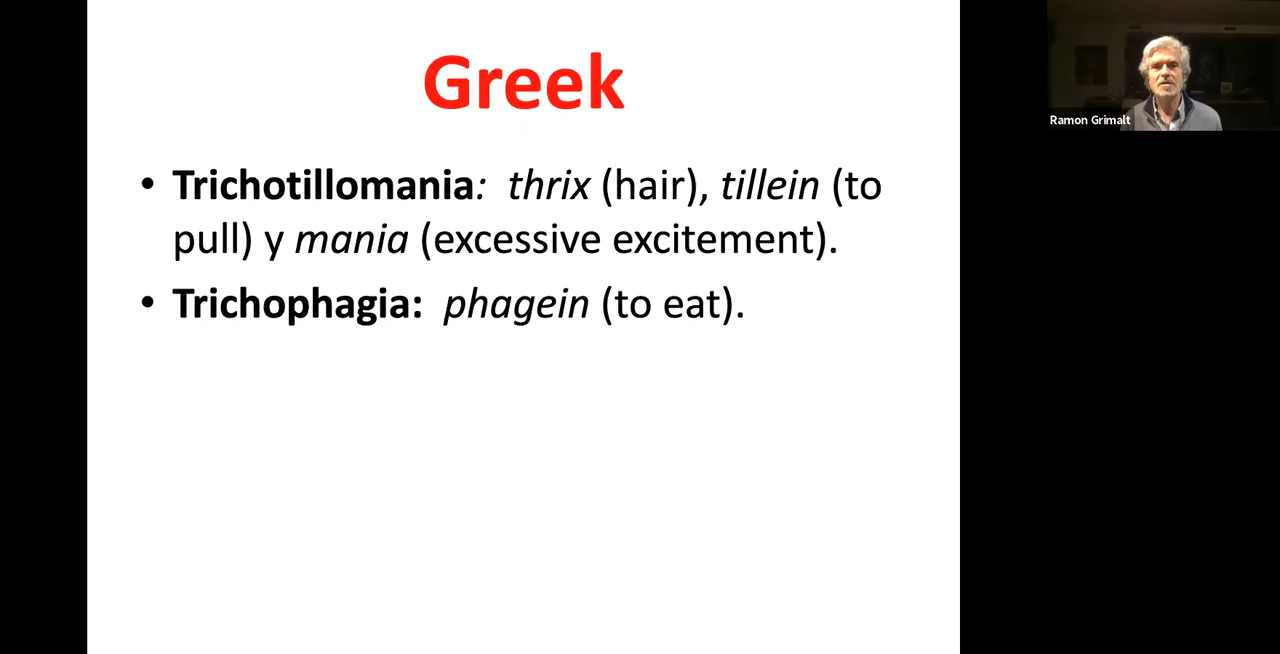 Greek
• Trichotillomania: thrix (hair), tillein (to
pull) y mania (excessive excitement).
• Trichophagia: phagein (to eat).
Ramon Grimalt